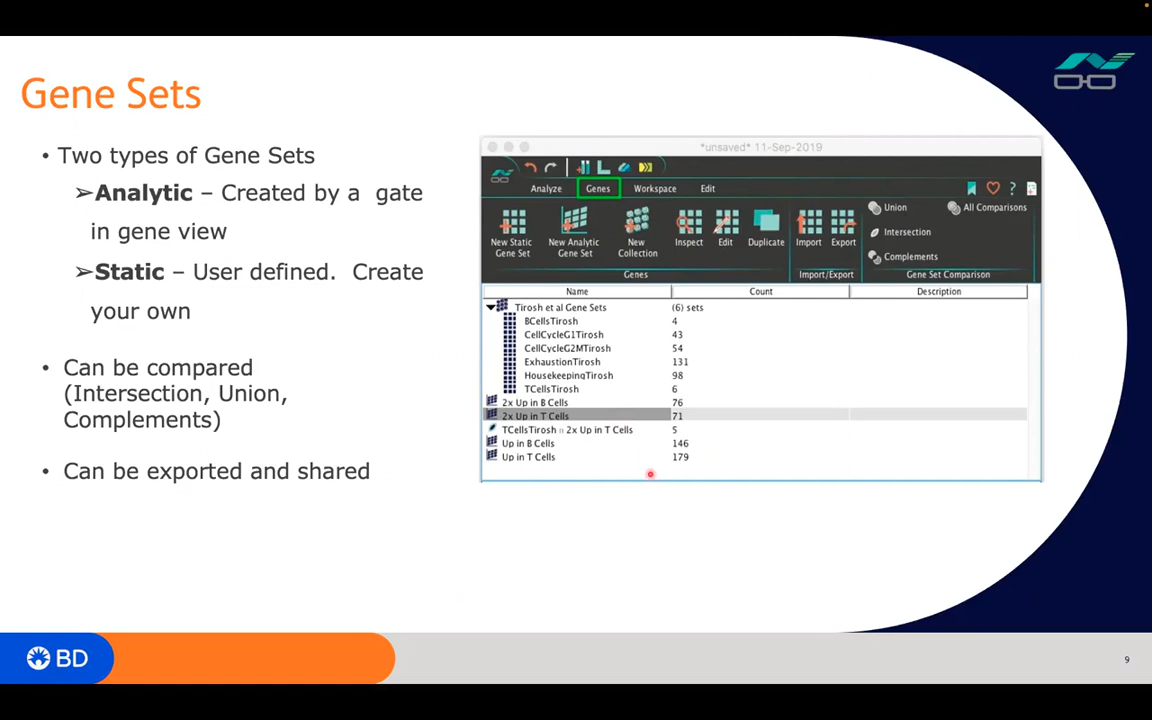 Gene Sets
• Two types of Gene Sets
➢Analytic – Created by a gate
in gene view
➢Static – User defined. Create
your own
• Can be compared
(Intersection, Union,
Complements)
• Can be exported and shared
*unsaved* 11-Sep-2019
Analyze Genes Workspace Edit
New Static
Gene Set
New Analytic
Gene Set
New
Collection
Inspect Edit Duplicate
Genes
Import Export
Import/Export
Union All Comparisons
Intersection
Complements
Gene Set Comparison
Name Count Description
Tirosh et al Gene Sets (6) sets
BCellsTirosh 4
CellCycleG1Tirosh 43
CellCycleG2MTirosh 54
ExhaustionTirosh 131
HousekeepingTirosh 98
TCellsTirosh 6
2x Up in B Cells 76
2x Up in T Cells 71
TCellsTirosh ∩ 2x Up in T Cells 5
Up in B Cells 146
Up in T Cells 179
BD
9